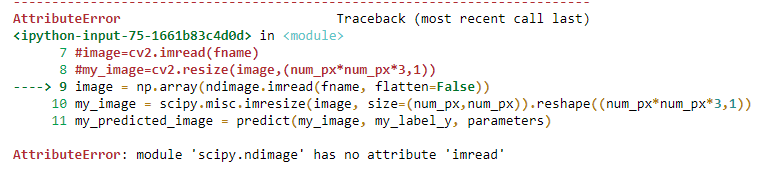 ---------------------------------------------------------------------------
AttributeError                            Traceback (most recent call last)
<ipython-input-75-1661b83c4d0d> in <module>
      7 #image=cv2.imread(fname)
      8 #my_image=cv2.resize(image,(num_px*num_px*3,1))
----> 9 image = np.array(ndimage.imread(fname, flatten=False))
     10 my_image = scipy.misc.imresize(image, size=(num_px,num_px)).reshape((num_px*num_px*3,1))
     11 my_predicted_image = predict(my_image, my_label_y, parameters)
AttributeError: module 'scipy.ndimage' has no attribute 'imread'